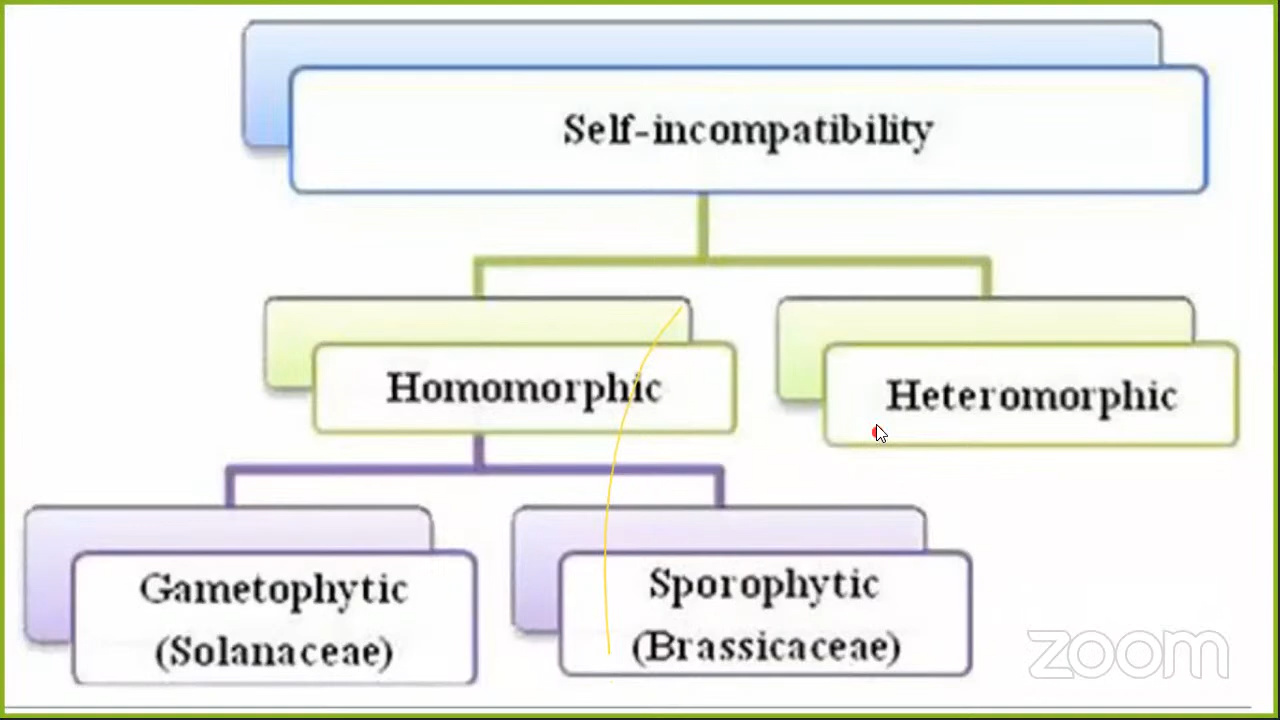 Self-incompatibility
Homomorphic
Heteromorphic
Gametophytic
(Solanaceae)
Sporophytic
(Brassicaceae)
zoom